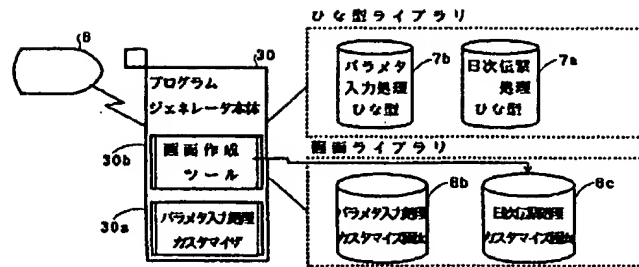 ひな型ライブラリ
8
30
プログラム
ジェネレータ本体
30b
画面作成
ツール
30a
パラメタ入力処理
カスタマイザ
パラメタ
入力処理
ひな型
7b
日次伝票
処理
ひな型
7a
画面ライブラリ
パラメタ入力処理
カスタマイズ画面
6b
日次伝票処理
カスタマイズ画面
6c